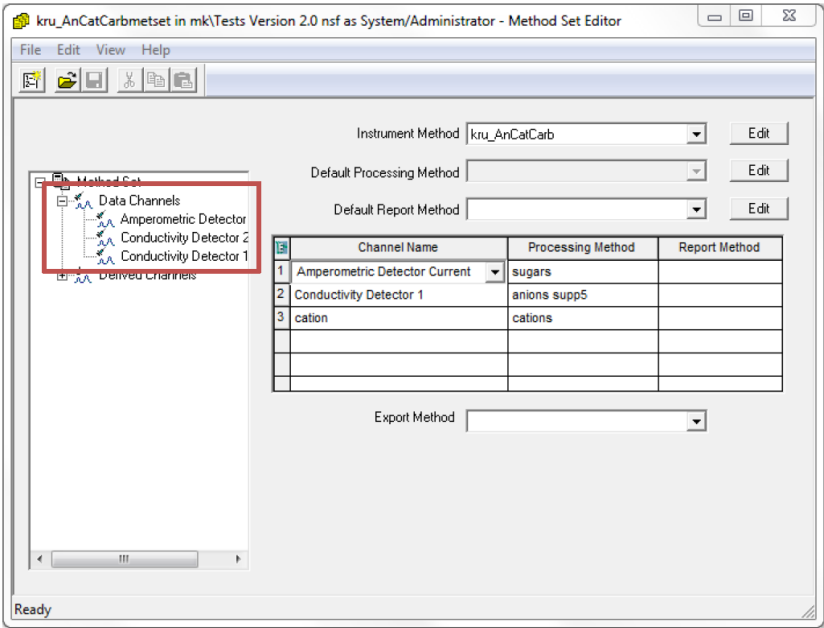 kru_AnCatCarbmetset in mk\Tests Version 2.0 nsf as System/Administrator - Method Set Editor
File Edit View Help
Instrument Method kru_AnCatCarb Edit
Default Processing Method Edit
Default Report Method Edit
Method Set
Data Channels
Amperometric Detector
Conductivity Detector 2
Conductivity Detector 1
Derived Channels
Channel Name Processing Method Report Method
1 Amperometric Detector Current sugars
2 Conductivity Detector 1 anions supp5
3 cation cations
Export Method
Ready